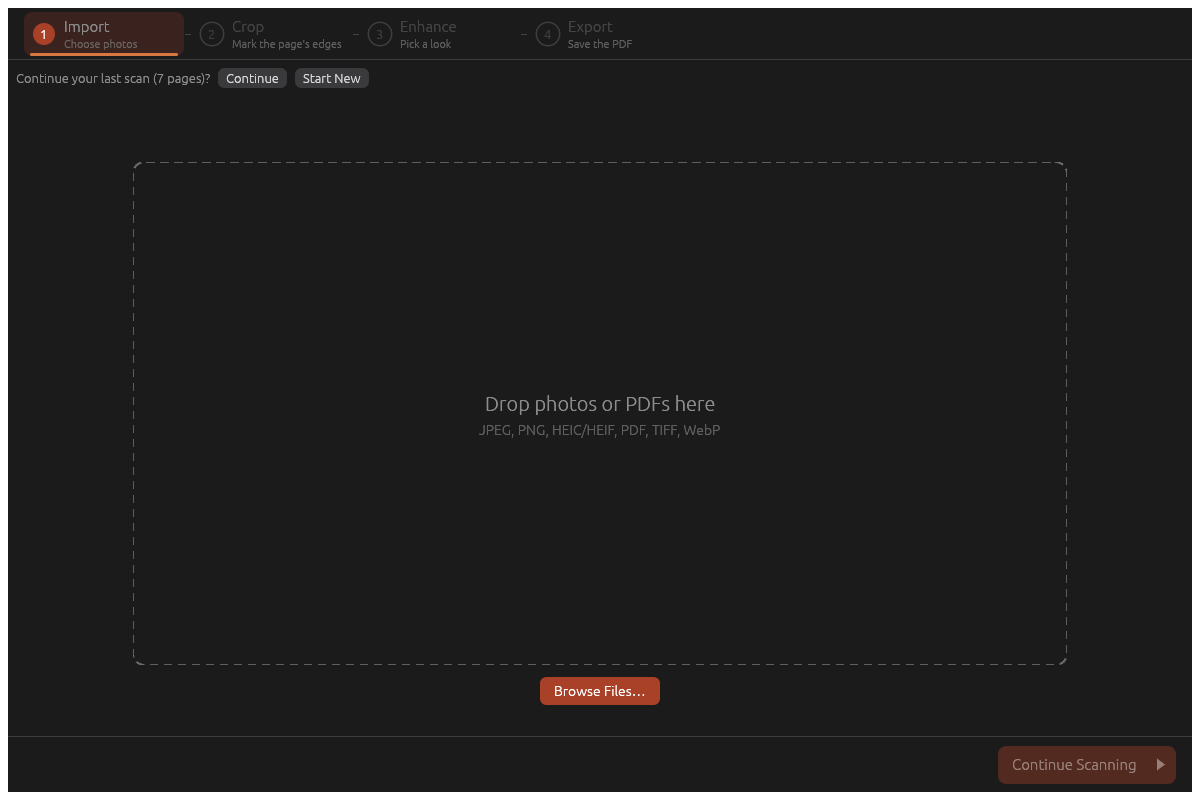 1
Import
Choose photos
2
Crop
Mark the page's edges
3
Enhance
Pick a look
4
Export
Save the PDF
Continue your last scan (7 pages)?
Continue
Start New
Drop photos or PDFs here
JPEG, PNG, HEIC/HEIF, PDF, TIFF, WebP
Browse Files…
Continue Scanning